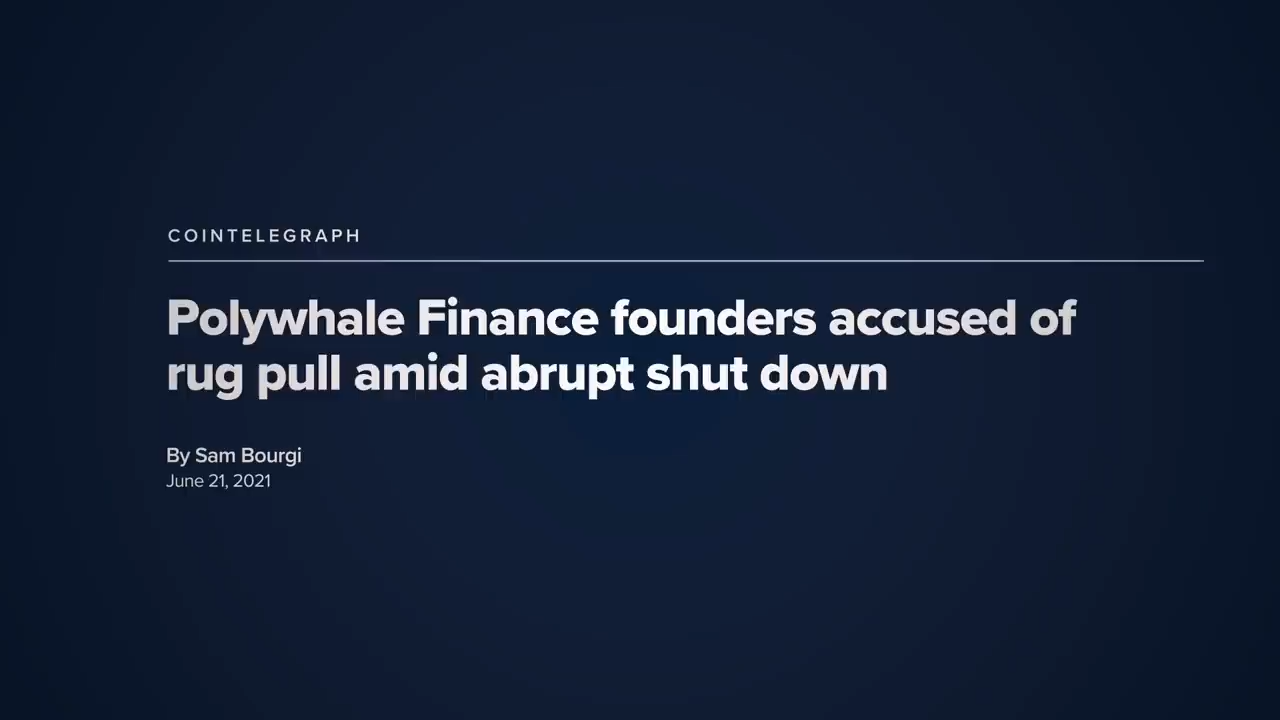 COINTELEGRAPH
Polywhale Finance founders accused of
rug pull amid abrupt shut down
By Sam Bourgi
June 21, 2021